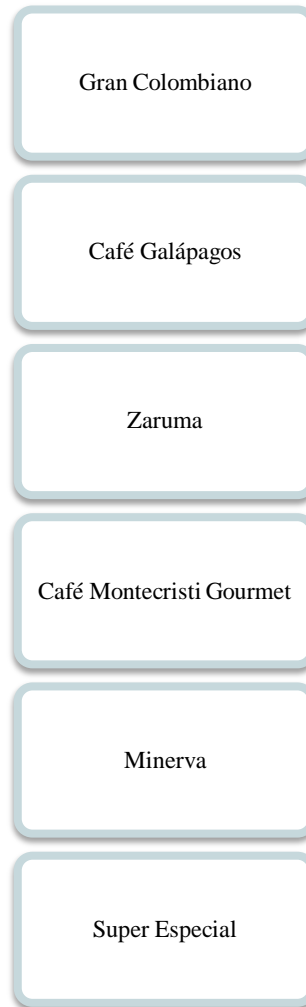 Gran Colombiano
Café Galápagos
Zaruma
Café Montecristi Gourmet
Minerva
Super Especial